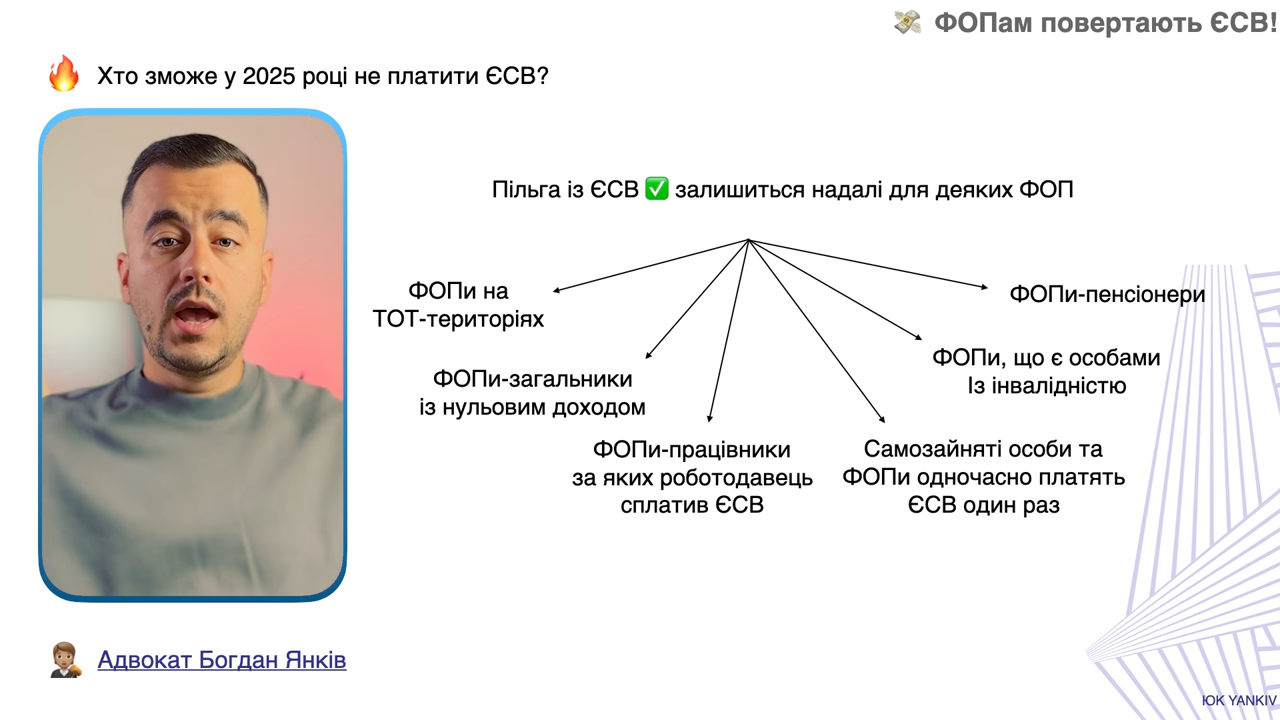 ФОПам повертають ЄСВ!
Хто зможе у 2025 році не платити ЄСВ?
Пільга із ЄСВ ✅ залишиться надалі для деяких ФОП
ФОПи на
ТОТ-територіях
ФОПи-загальники
із нульовим доходом
ФОПи-працівники
за яких роботодавець
сплатив ЄСВ
Самозайняті особи та
ФОПи одночасно платять
ЄСВ один раз
ФОПи, що є особами
Із інвалідністю
ФОПи-пенсіонери
Адвокат Богдан Янків
ЮК YANKIV